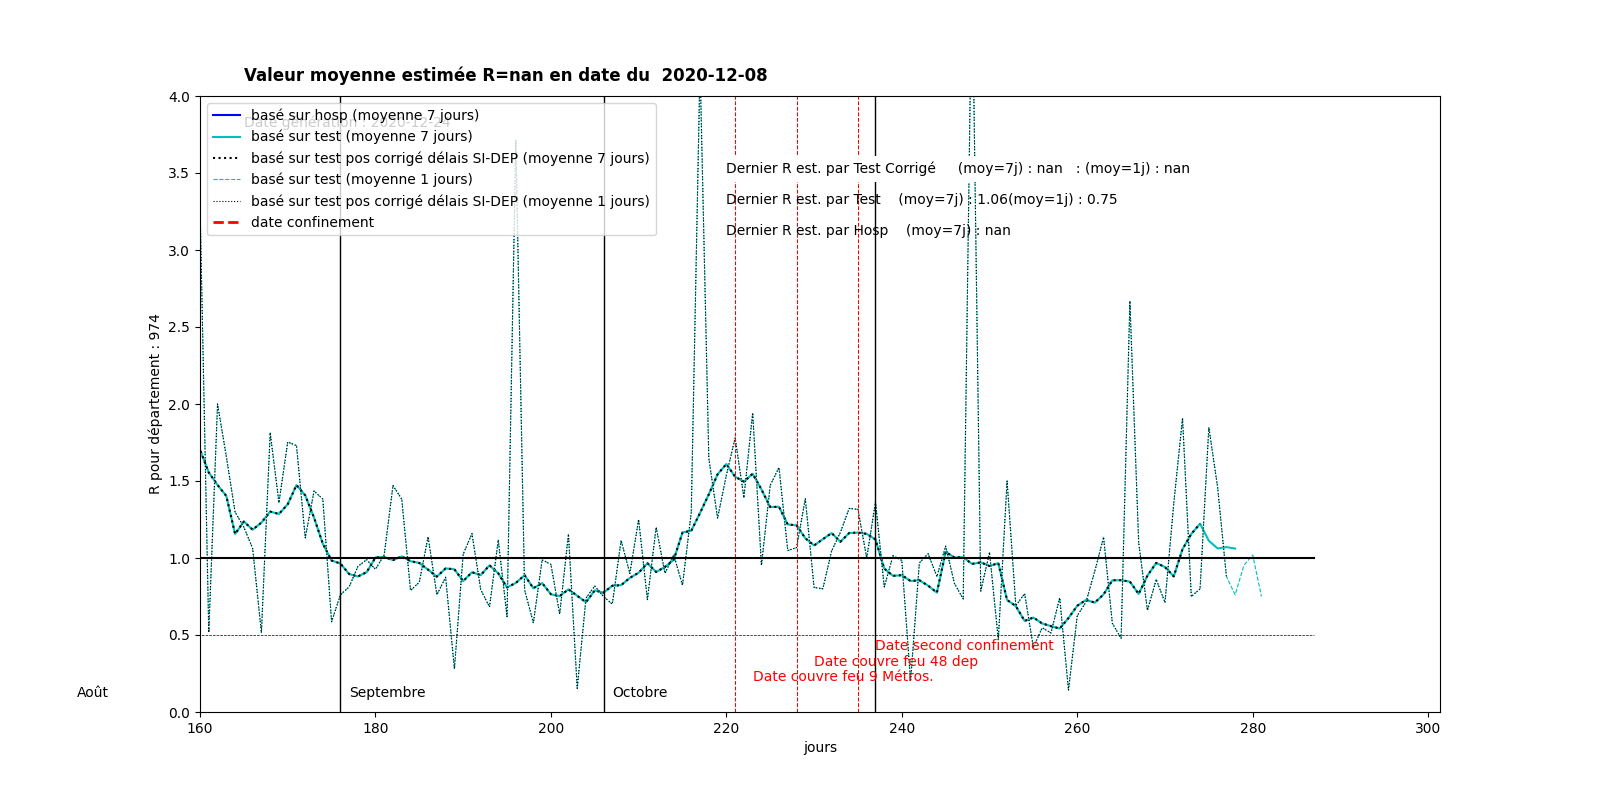 Valeur moyenne estimée R=nan en date du  2020-12-08
Date génération : 2020-12-24
basé sur hosp (moyenne 7 jours)
basé sur test (moyenne 7 jours)
basé sur test pos corrigé délais SI-DEP (moyenne 7 jours)
basé sur test (moyenne 1 jours)
basé sur test pos corrigé délais SI-DEP (moyenne 1 jours)
date confinement
Dernier R est. par Test Corrigé (moy=7j) : nan : (moy=1j) : nan
Dernier R est. par Test (moy=7j) : 1.06(moy=1j) : 0.75
Dernier R est. par Hosp (moy=7j) : nan
R pour département : 974
4.0
3.5
3.0
2.5
2.0
1.5
1.0
0.5
0.0
Date second confinement
Date couvre feu 48 dep
Date couvre feu 9 Métros.
Août
Septembre
Octobre
160 180 200 220 240 260 280 300
jours